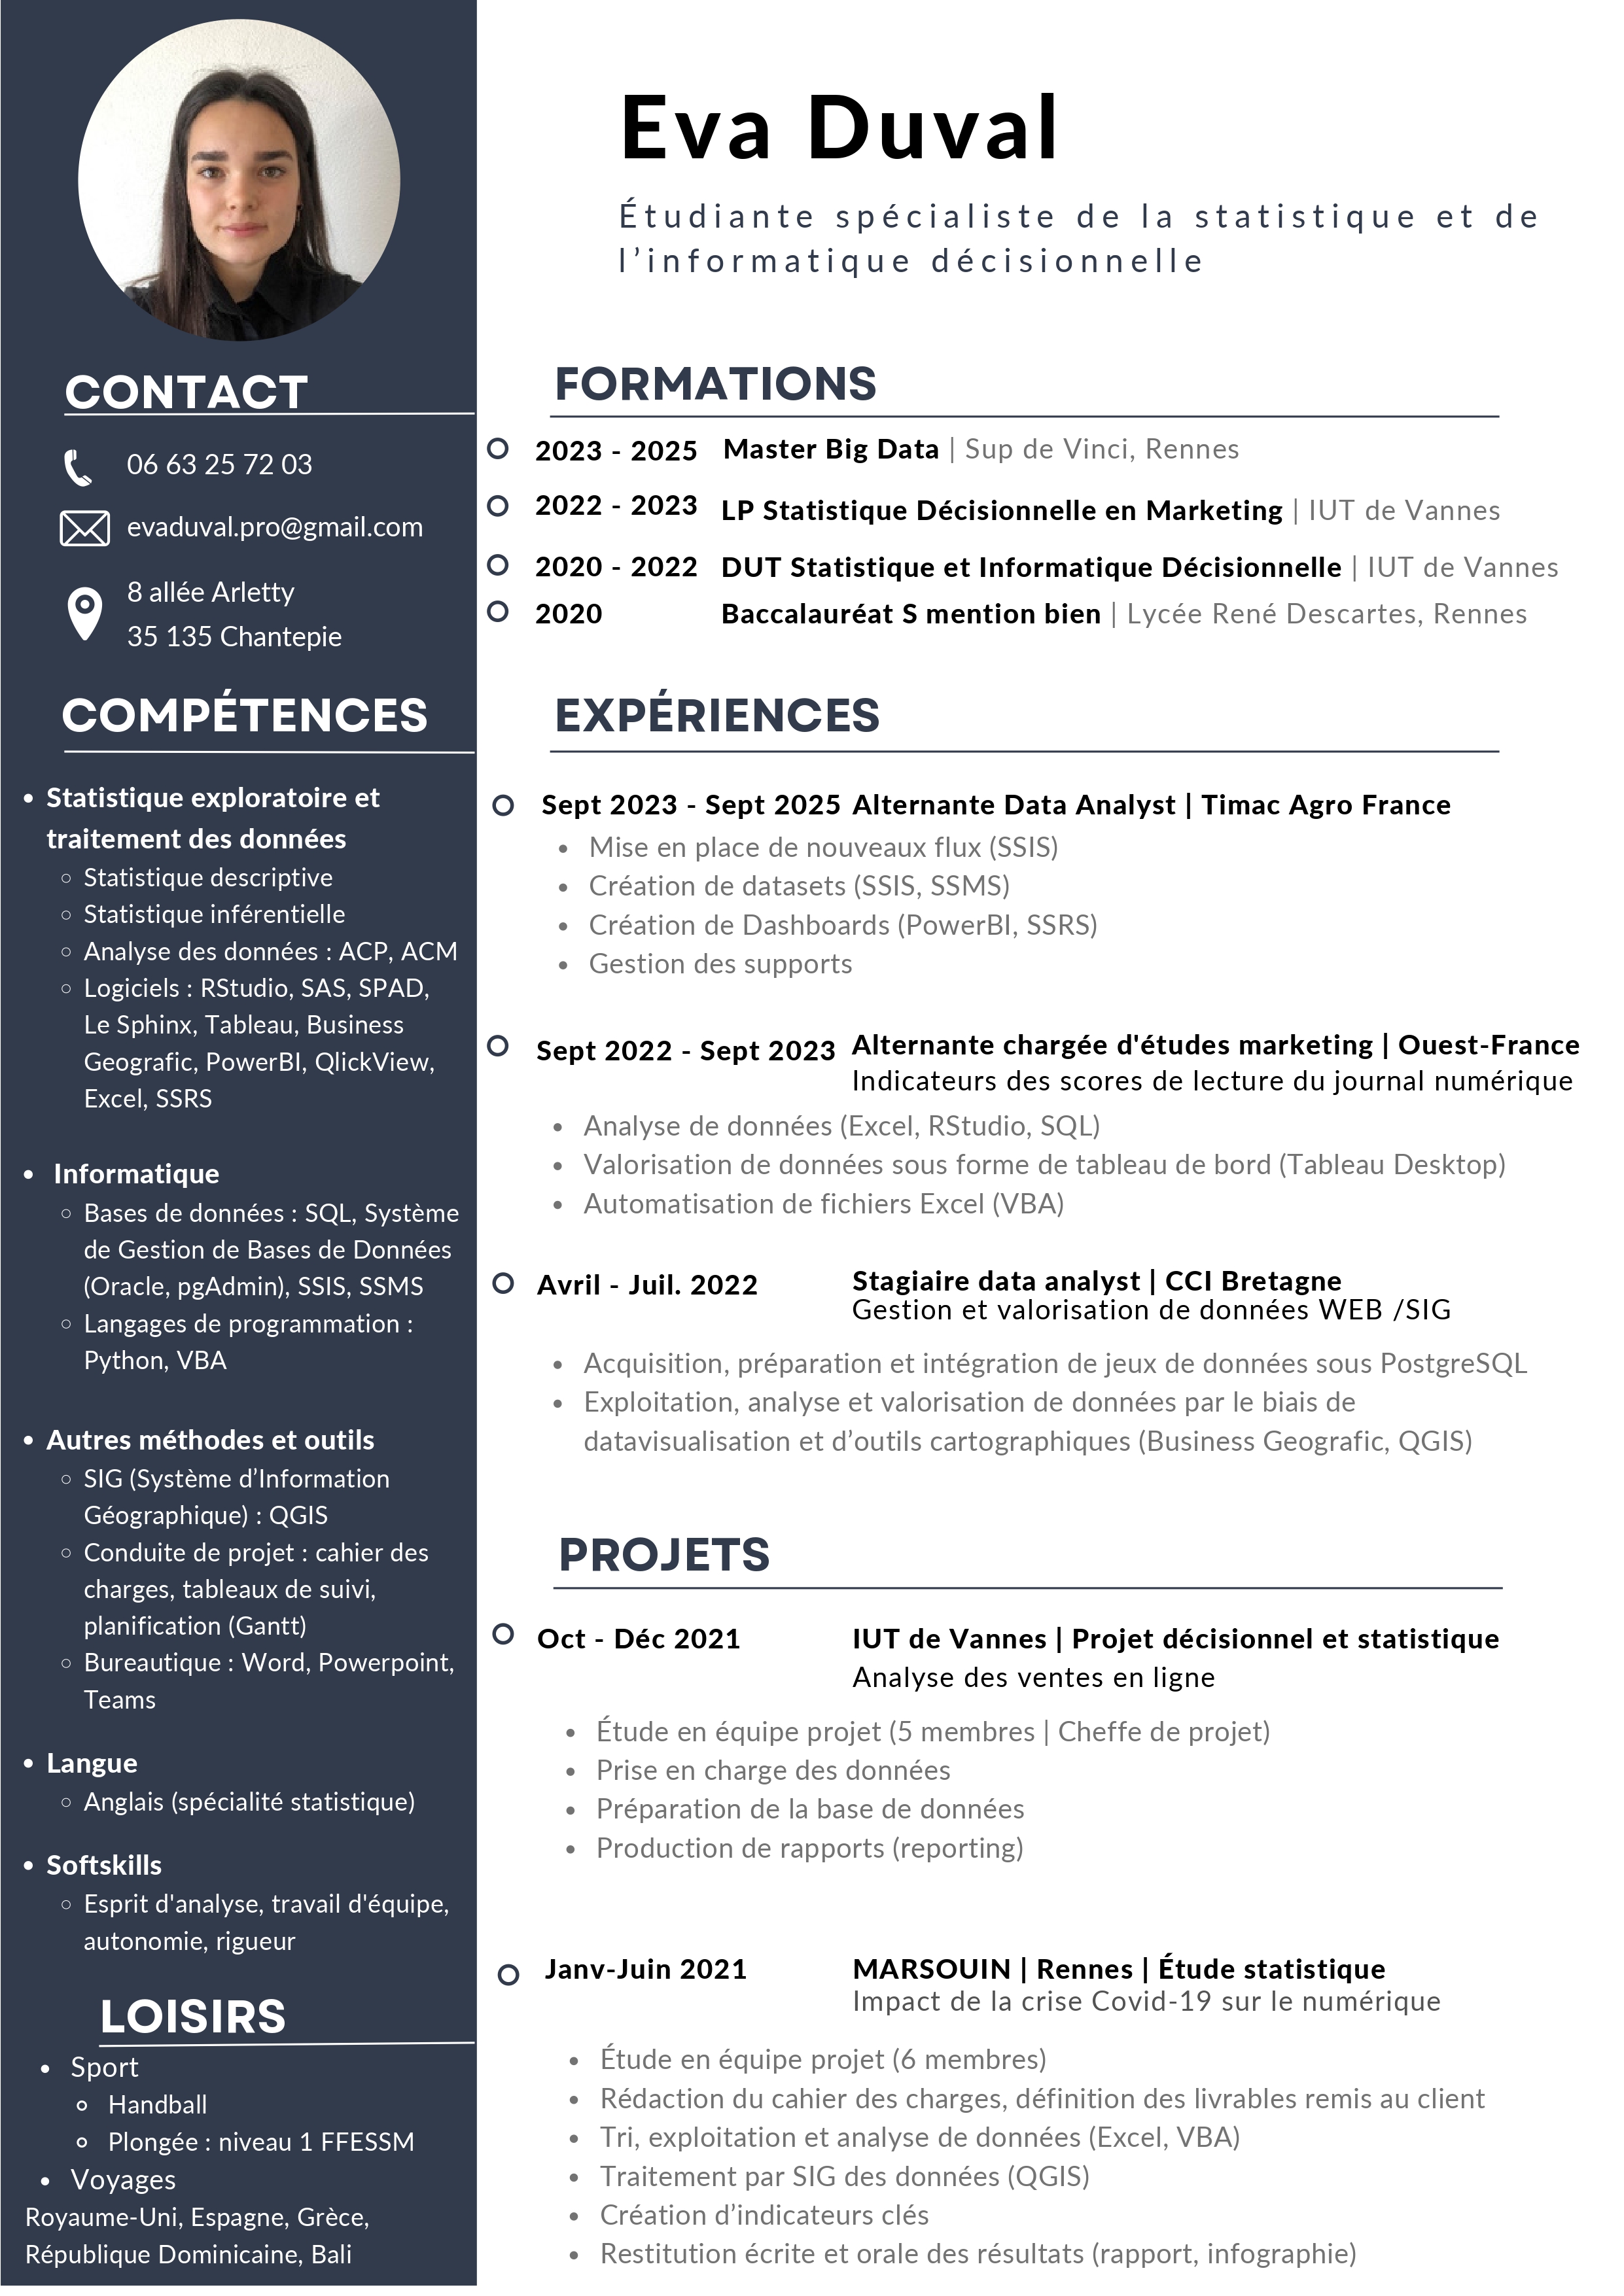 Eva Duval
Étudiante spécialiste de la statistique et de
l’informatique décisionnelle
CONTACT
06 63 25 72 03
evaduval.pro@gmail.com
8 allée Arletty
35 135 Chantepie
COMPÉTENCES
• Statistique exploratoire et
traitement des données
○ Statistique descriptive
○ Statistique inférentielle
○ Analyse des données : ACP, ACM
○ Logiciels : RStudio, SAS, SPAD,
Le Sphinx, Tableau, Business
Geografic, PowerBI, QlickView,
Excel, SSRS
• Informatique
○ Bases de données : SQL, Système
de Gestion de Bases de Données
(Oracle, pgAdmin), SSIS, SSMS
○ Langages de programmation :
Python, VBA
• Autres méthodes et outils
○ SIG (Système d’Information
Géographique) : QGIS
○ Conduite de projet : cahier des
charges, tableaux de suivi,
planification (Gantt)
○ Bureautique : Word, Powerpoint,
Teams
• Langue
○ Anglais (spécialité statistique)
• Softskills
○ Esprit d'analyse, travail d'équipe,
autonomie, rigueur
LOISIRS
• Sport
○ Handball
○ Plongée : niveau 1 FFESSM
• Voyages
Royaume-Uni, Espagne, Grèce,
République Dominicaine, Bali
FORMATIONS
2023 - 2025 Master Big Data | Sup de Vinci, Rennes
2022 - 2023 LP Statistique Décisionnelle en Marketing | IUT de Vannes
2020 - 2022 DUT Statistique et Informatique Décisionnelle | IUT de Vannes
2020 Baccalauréat S mention bien | Lycée René Descartes, Rennes
EXPÉRIENCES
Sept 2023 - Sept 2025 Alternante Data Analyst | Timac Agro France
• Mise en place de nouveaux flux (SSIS)
• Création de datasets (SSIS, SSMS)
• Création de Dashboards (PowerBI, SSRS)
• Gestion des supports
Sept 2022 - Sept 2023 Alternante chargée d'études marketing | Ouest-France
Indicateurs des scores de lecture du journal numérique
• Analyse de données (Excel, RStudio, SQL)
• Valorisation de données sous forme de tableau de bord (Tableau Desktop)
• Automatisation de fichiers Excel (VBA)
Avril - Juil. 2022 Stagiaire data analyst | CCI Bretagne
Gestion et valorisation de données WEB /SIG
• Acquisition, préparation et intégration de jeux de données sous PostgreSQL
• Exploitation, analyse et valorisation de données par le biais de
datavisualisation et d’outils cartographiques (Business Geografic, QGIS)
PROJETS
Oct - Déc 2021 IUT de Vannes | Projet décisionnel et statistique
Analyse des ventes en ligne
• Étude en équipe projet (5 membres | Cheffe de projet)
• Prise en charge des données
• Préparation de la base de données
• Production de rapports (reporting)
Janv-Juin 2021 MARSOUIN | Rennes | Étude statistique
Impact de la crise Covid-19 sur le numérique
• Étude en équipe projet (6 membres)
• Rédaction du cahier des charges, définition des livrables remis au client
• Tri, exploitation et analyse de données (Excel, VBA)
• Traitement par SIG des données (QGIS)
• Création d’indicateurs clés
• Restitution écrite et orale des résultats (rapport, infographie)